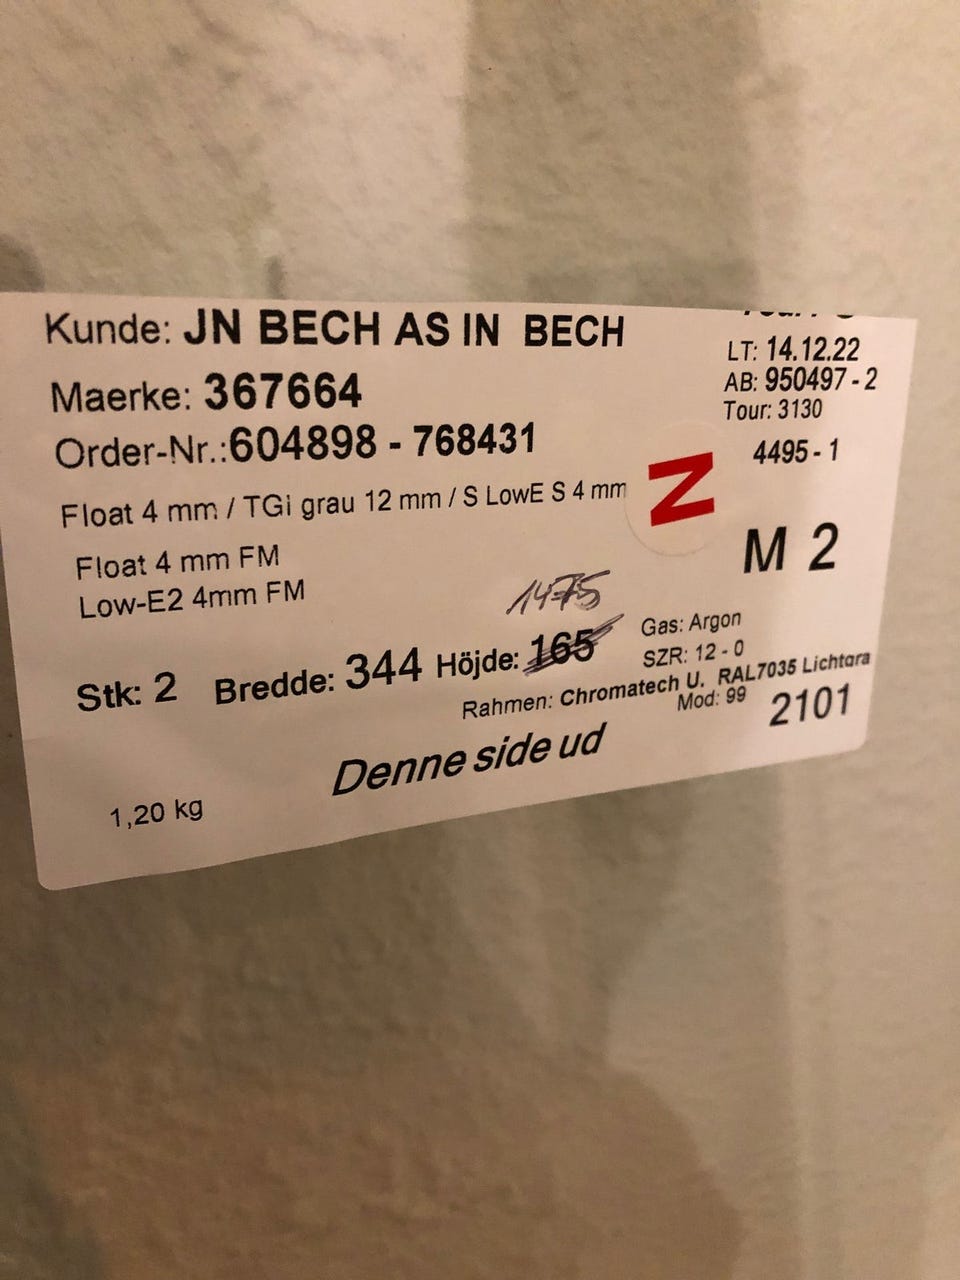 Kunde: JN BECH AS IN BECH
Maerke: 367664
Order-Nr.:604898 - 768431
LT: 14.12.22
AB: 950497 - 2
Tour: 3130
4495 - 1
Float 4 mm / TGi grau 12 mm / S LowE S 4 mm
N
Float 4 mm FM
Low-E2 4mm FM
M 2
1475
Stk: 2 Bredde: 344 Höjde: 165
Gas: Argon
SZR: 12 - 0
Rahmen: Chromatech U. RAL7035 Lichtgra
Mod: 99
2101
Denne side ud
1,20 kg